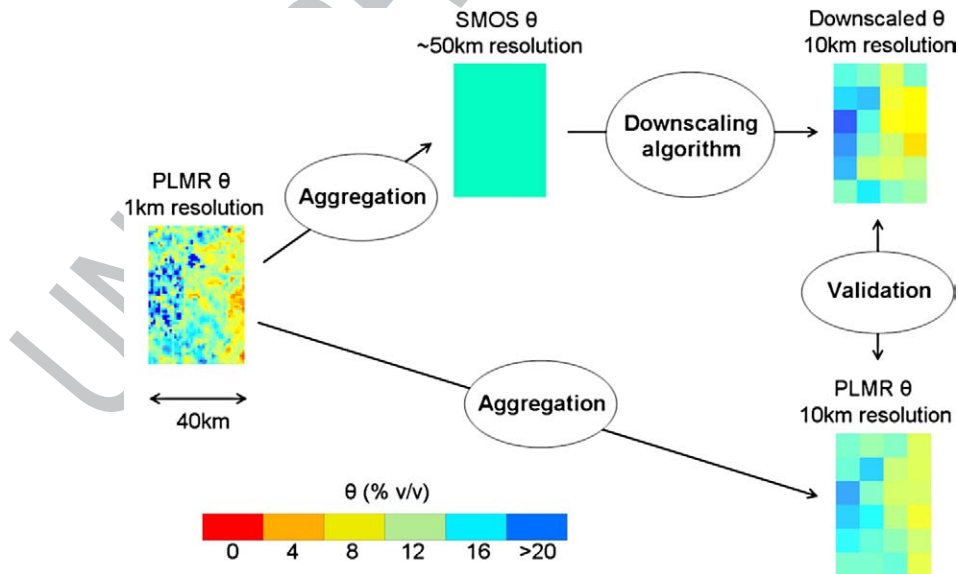 SMOS θ
~50km resolution
Downscaled θ
10km resolution
Downscaling
algorithm
PLMR θ
1km resolution
Aggregation
Validation
40km
Aggregation
PLMR θ
10km resolution
θ (% v/v)
0 4 8 12 16 >20